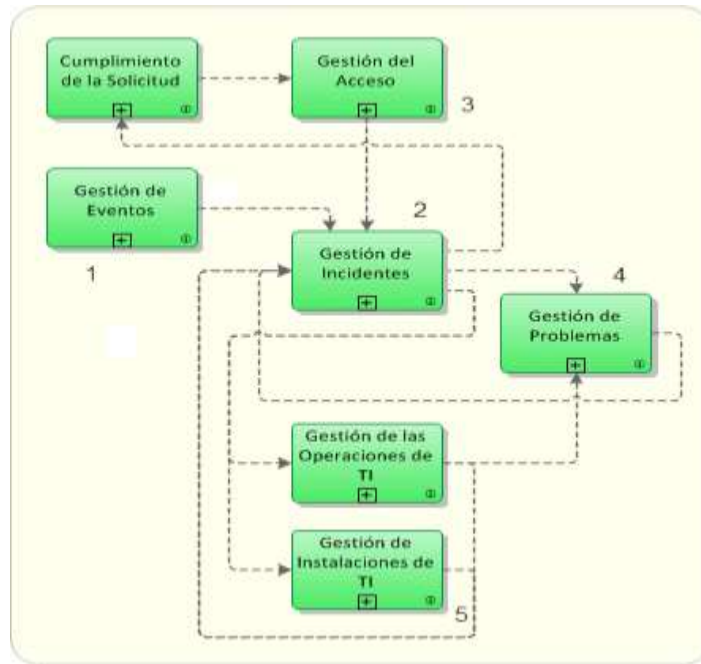 Cumplimiento
de la Solicitud
Gestión del
Acceso
3
Gestión de
Eventos
1
2
Gestión de
Incidentes
4
Gestión de
Problemas
Gestión de las
Operaciones de
TI
Gestión de
Instalaciones de
TI
5